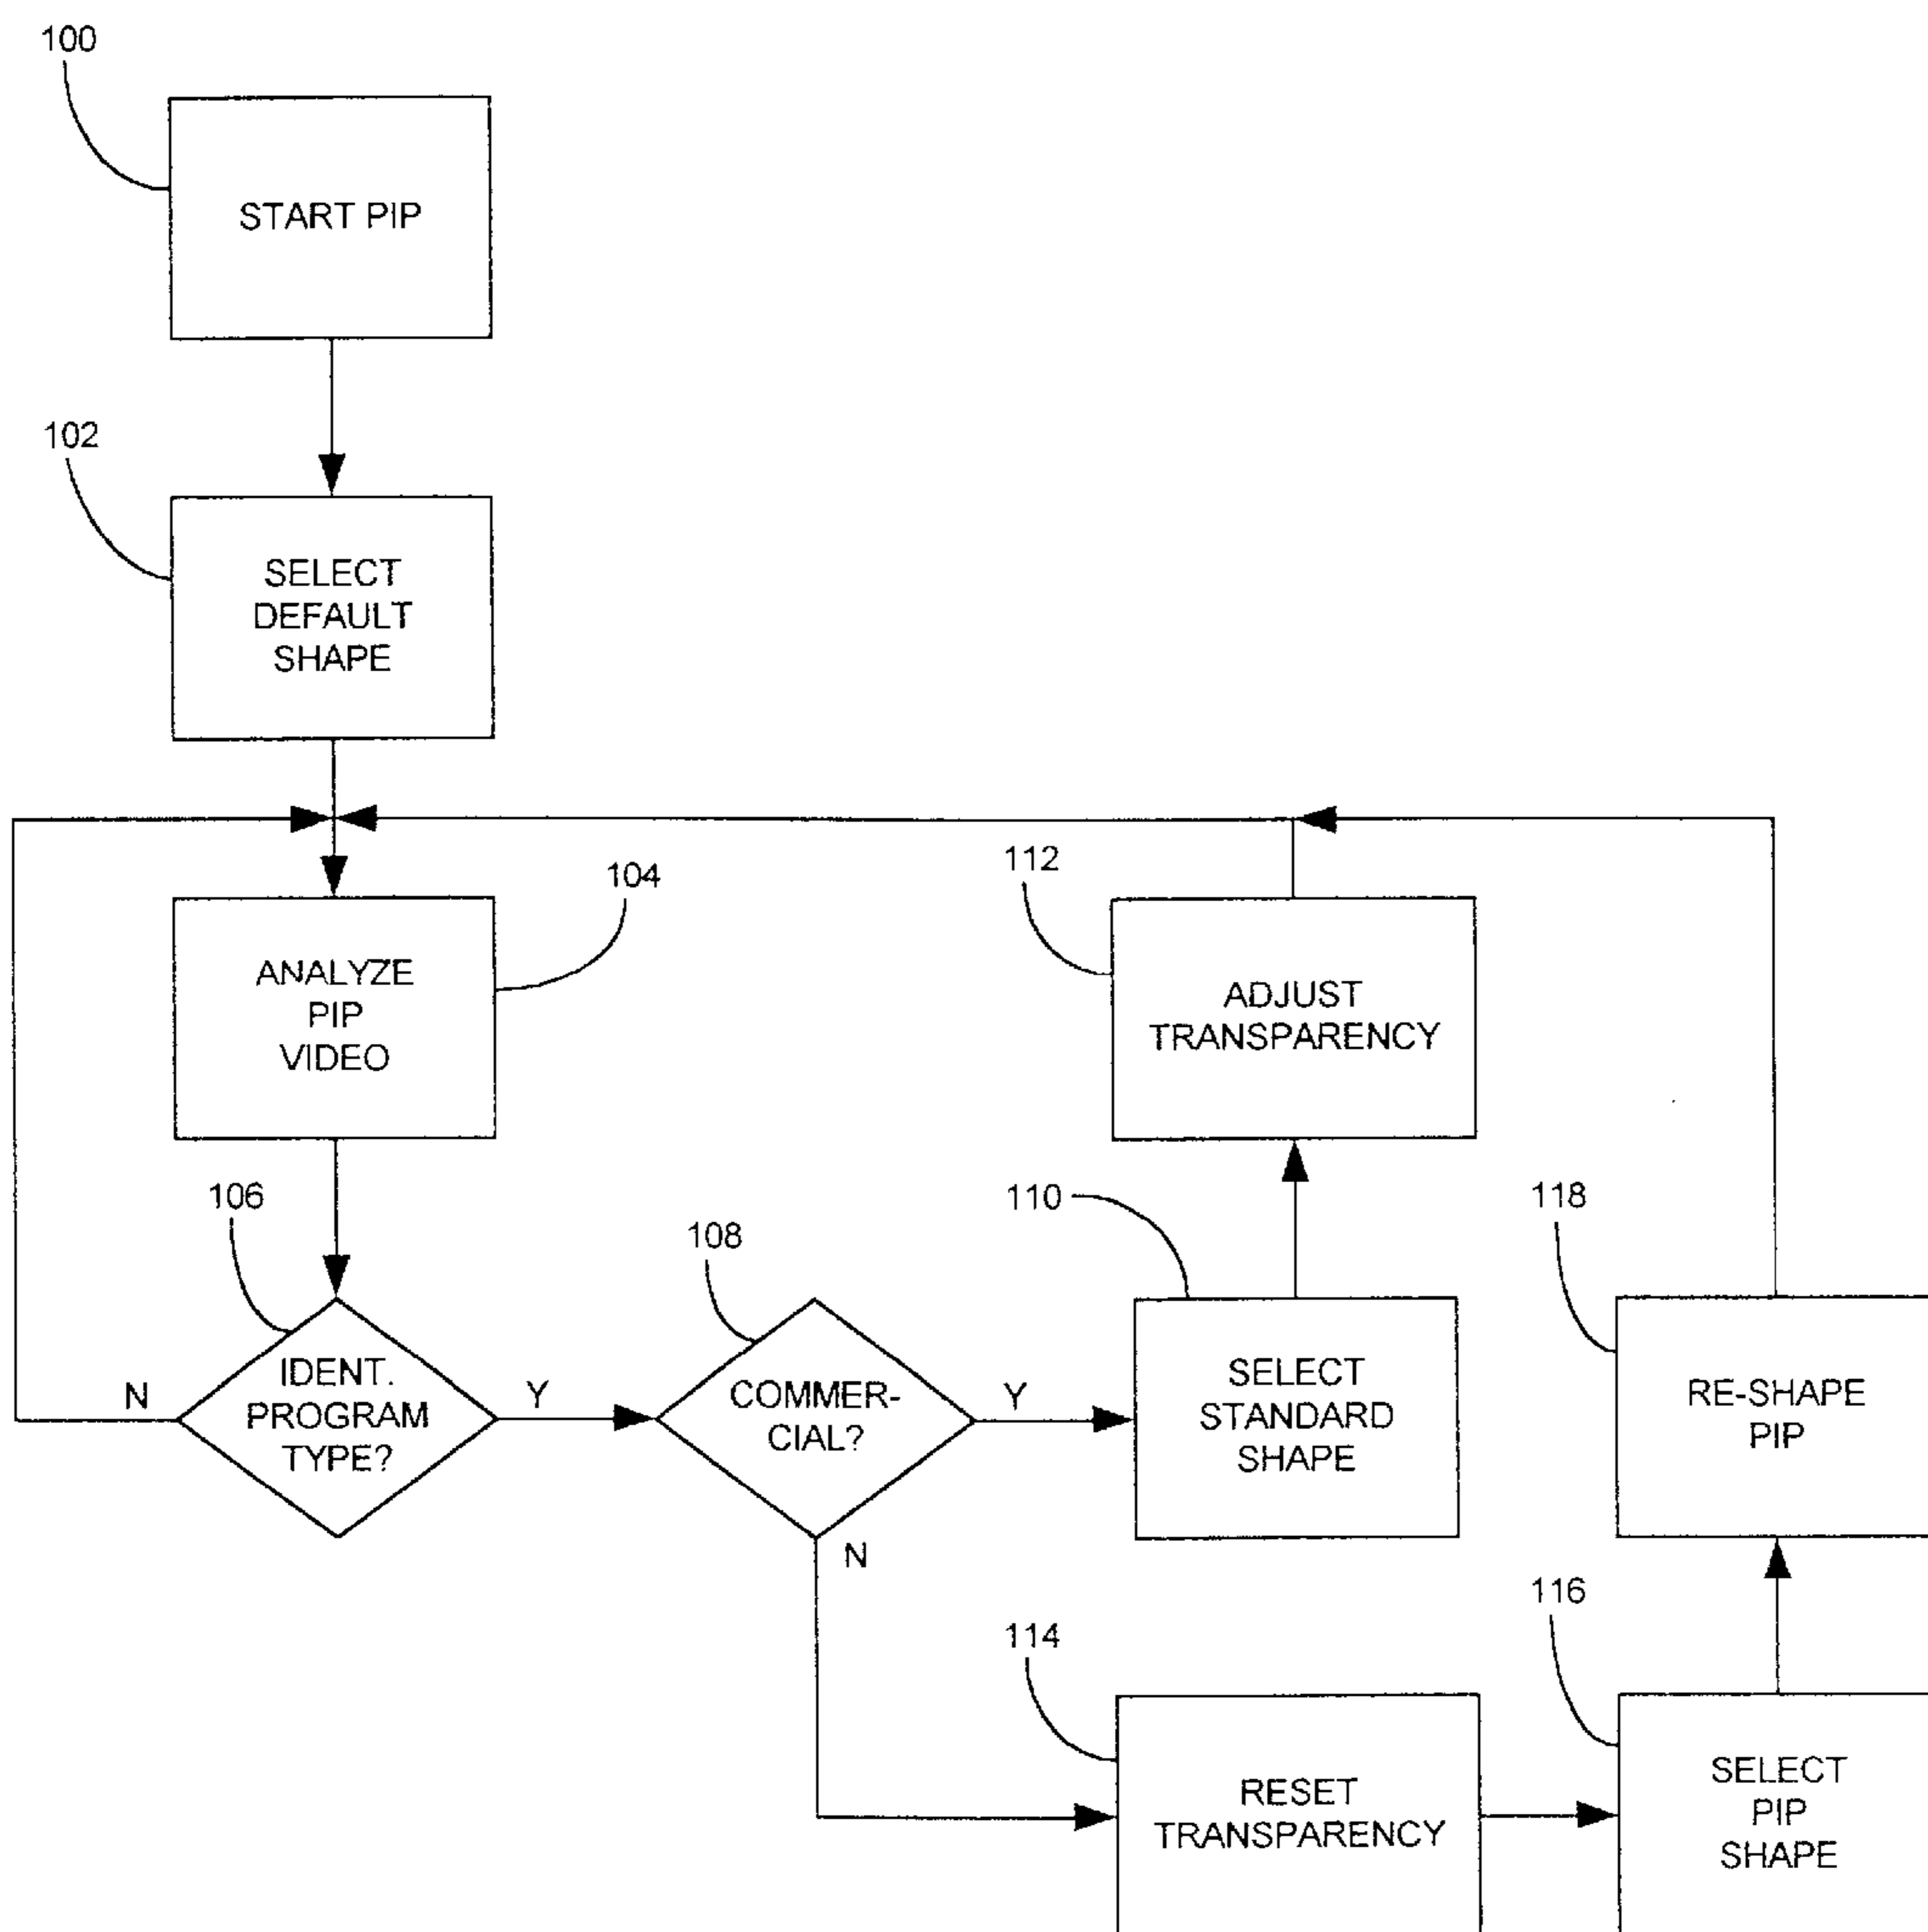 100
START PIP
102
SELECT
DEFAULT
SHAPE
104
ANALYZE
PIP
VIDEO
112
ADJUST
TRANSPARENCY
106
IDENT.
PROGRAM
TYPE?
N
Y
108
COMMER-
CIAL?
Y
N
110
SELECT
STANDARD
SHAPE
118
RE-SHAPE
PIP
114
RESET
TRANSPARENCY
116
SELECT
PIP
SHAPE